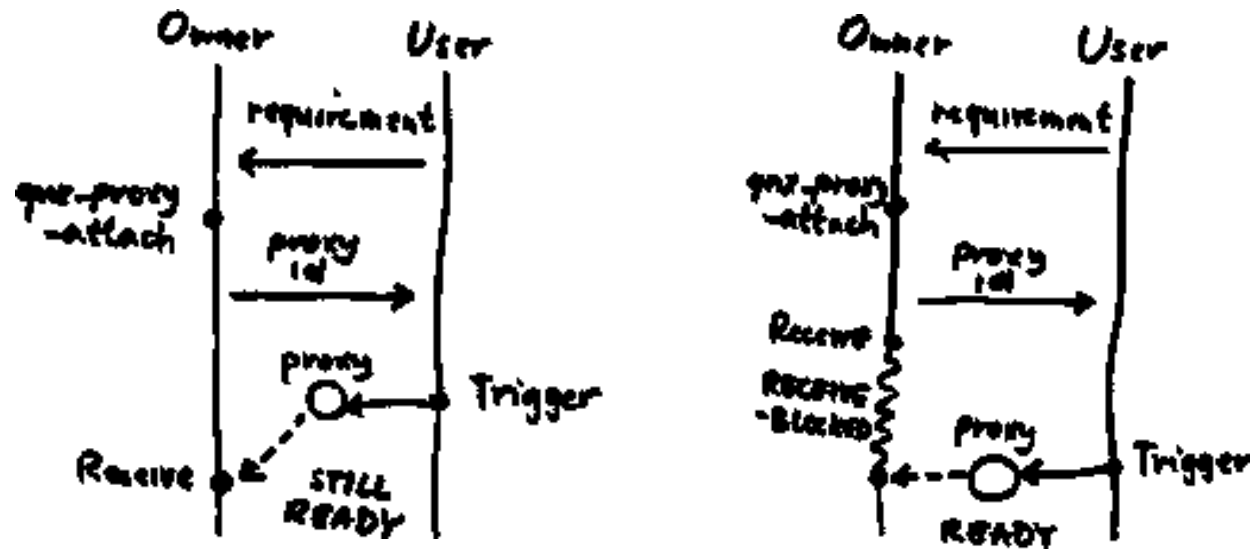 Owner
User
requirement
qnx-proxy
-attach
proxy
id
proxy
Trigger
Receive
STILL
READY
Owner
User
requirement
qnx-proxy
-attach
proxy
id
Receive
RECEIVE
-BLOCKED
proxy
Trigger
READY